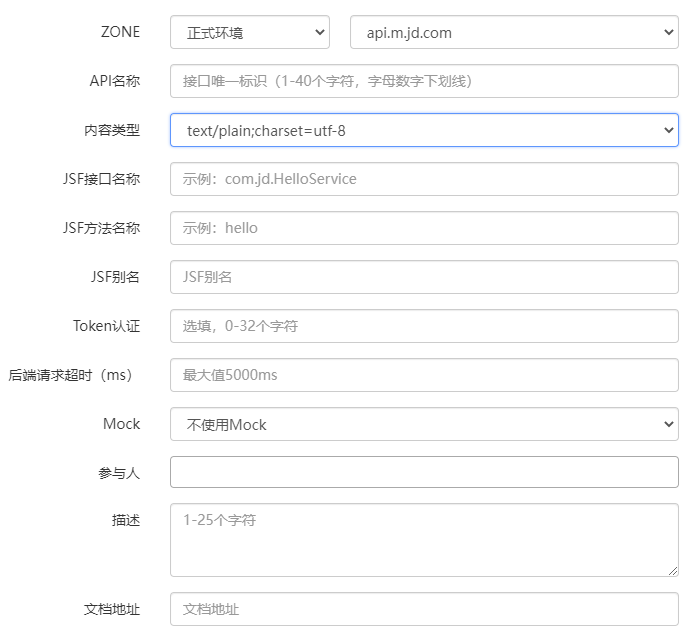 ZONE 正式环境 api.m.jd.com
API名称 接口唯一标识（1-40个字符，字母数字下划线）
内容类型 text/plain;charset=utf-8
JSF接口名称 示例：com.jd.HelloService
JSF方法名称 示例：hello
JSF别名 JSF别名
Token认证 选填，0-32个字符
后端请求超时（ms） 最大值5000ms
Mock 不使用Mock
参与人
描述 1-25个字符
文档地址 文档地址